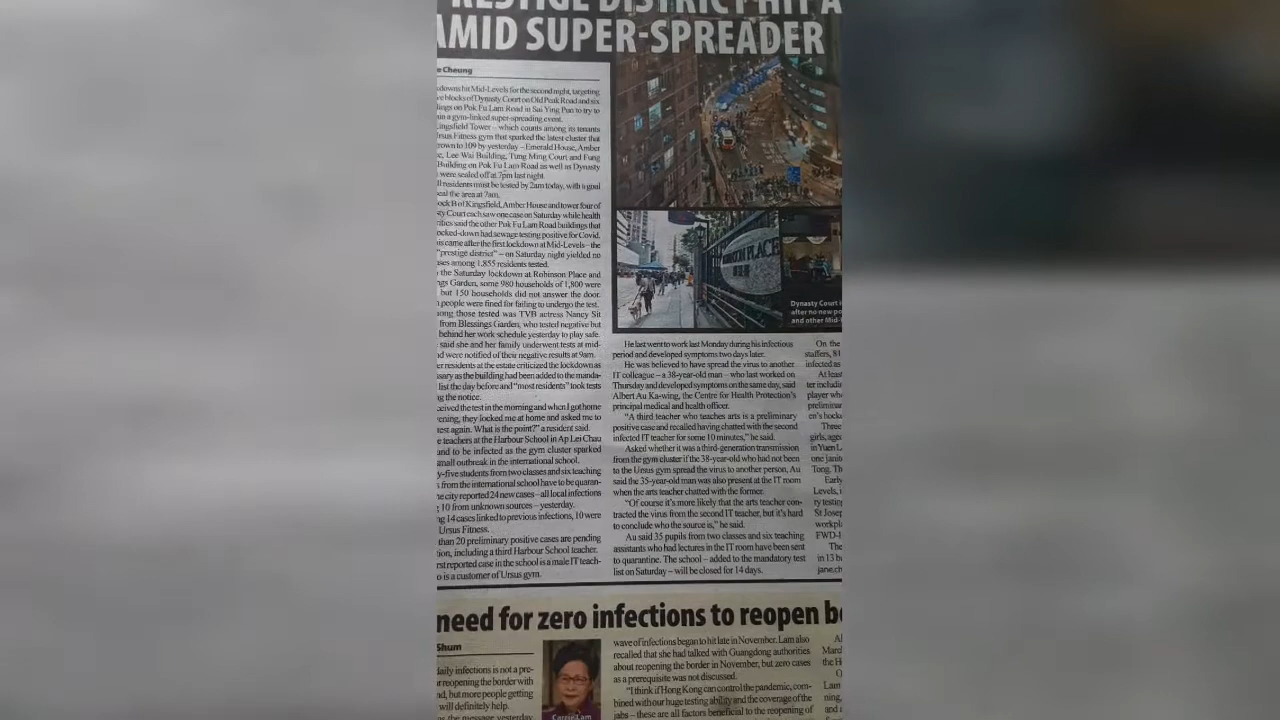 RESTIGE DISTRICT HIT A
AMID SUPER-SPREADER
e Cheung
kdowns hit Mid-Levels for the second night, targeting
ve blocks of Dynasty Court on Old Peak Road and six
dings on Pok Fu Lam Road in Sai Ying Pun to try to
ain a gym-linked super-spreading event.
ingsfield Tower – which counts among its tenants
Ursus Fitness gym that sparked the latest cluster that
rown to 109 by yesterday – Emerald House, Amber
e, Lee Wai Building, Tung Ming Court and Fung
Building on Pok Fu Lam Road as well as Dynasty
were sealed off at 7pm last night.
ll residents must be tested by 2am today, with a goal
eal the area at 7am.
ock B of Kingsfield, Amber House and tower four of
sty Court each saw one case on Saturday while health
rities said the other Pok Fu Lam Road buildings that
ocked-down had sewage testing positive for Covid.
is came after the first lockdown at Mid-Levels – the
"prestige district" – on Saturday night yielded no
ses among 1,855 residents tested.
the Saturday lockdown at Robinson Place and
ngs Garden, some 980 households of 1,800 were
but 150 households did not answer the door.
people were fined for failing to undergo the test.
ong those tested was TVB actress Nancy Sit
from Blessings Garden, who tested negative but
behind her work schedule yesterday to play safe.
said she and her family underwent tests at mid-
nd were notified of their negative results at 9am.
er residents at the estate criticized the lockdown as
ssary as the building had been added to the manda-
list the day before and "most residents" took tests
ng the notice.
ceived the test in the morning and when I got home
vening, they locked me at home and asked me to
test again. What is the point?" a resident said.
e teachers at the Harbour School in Ap Lei Chau
and to be infected as the gym cluster sparked
small outbreak in the international school.
y-five students from two classes and six teaching
s from the international school have to be quaran-
he city reported 24 new cases – all local infections
g 10 from unknown sources – yesterday.
ng 14 cases linked to previous infections, 10 were
Ursus Fitness.
than 20 preliminary positive cases are pending
tion, including a third Harbour School teacher.
rst reported case in the school is a male IT teach-
o is a customer of Ursus gym.
PLACE
Dynasty Court i
after no new po
and other Mid-
He last went to work last Monday during his infectious
period and developed symptoms two days later.
He was believed to have spread the virus to another
IT colleague – a 38-year-old man – who last worked on
Thursday and developed symptoms on the same day, said
Albert Au Ka-wing, the Centre for Health Protection's
principal medical and health officer.
"A third teacher who teaches arts is a preliminary
positive case and recalled having chatted with the second
infected IT teacher for some 10 minutes," he said.
Asked whether it was a third-generation transmission
from the gym cluster if the 38-year-old who had not been
to the Ursus gym spread the virus to another person, Au
said the 35-year-old man was also present at the IT room
when the arts teacher chatted with the former.
"Of course it's more likely that the arts teacher con-
tracted the virus from the second IT teacher, but it's hard
to conclude who the source is," he said.
Au said 35 pupils from two classes and six teaching
assistants who had lectures in the IT room have been sent
to quarantine. The school – added to the mandatory test
list on Saturday – will be closed for 14 days.
On the
staffers, 81
infected as
At least
ter includi
player wh
preliminar
en's hocke
Three
girls, aged
in Yuen L
one janit
Tong. Th
Early
Levels, i
ry testin
St Josep
workpl
FWD-I
The
in 13 b
jane.ch
need for zero infections to reopen b
Shum
daily infections is not a pre-
r reopening the border with
nd, but more people getting
will definitely help.
as the message yesterday
Carrie Lam
wave of infections began to hit late in November. Lam also
recalled that she had talked with Guangdong authorities
about reopening the border in November, but zero cases
as a prerequisite was not discussed.
"I think if Hong Kong can control the pandemic, com-
bined with our huge testing ability and the coverage of the
jabs – these are all factors beneficial to the reopening of
Al
Marc
the H
Lam
ning,
and